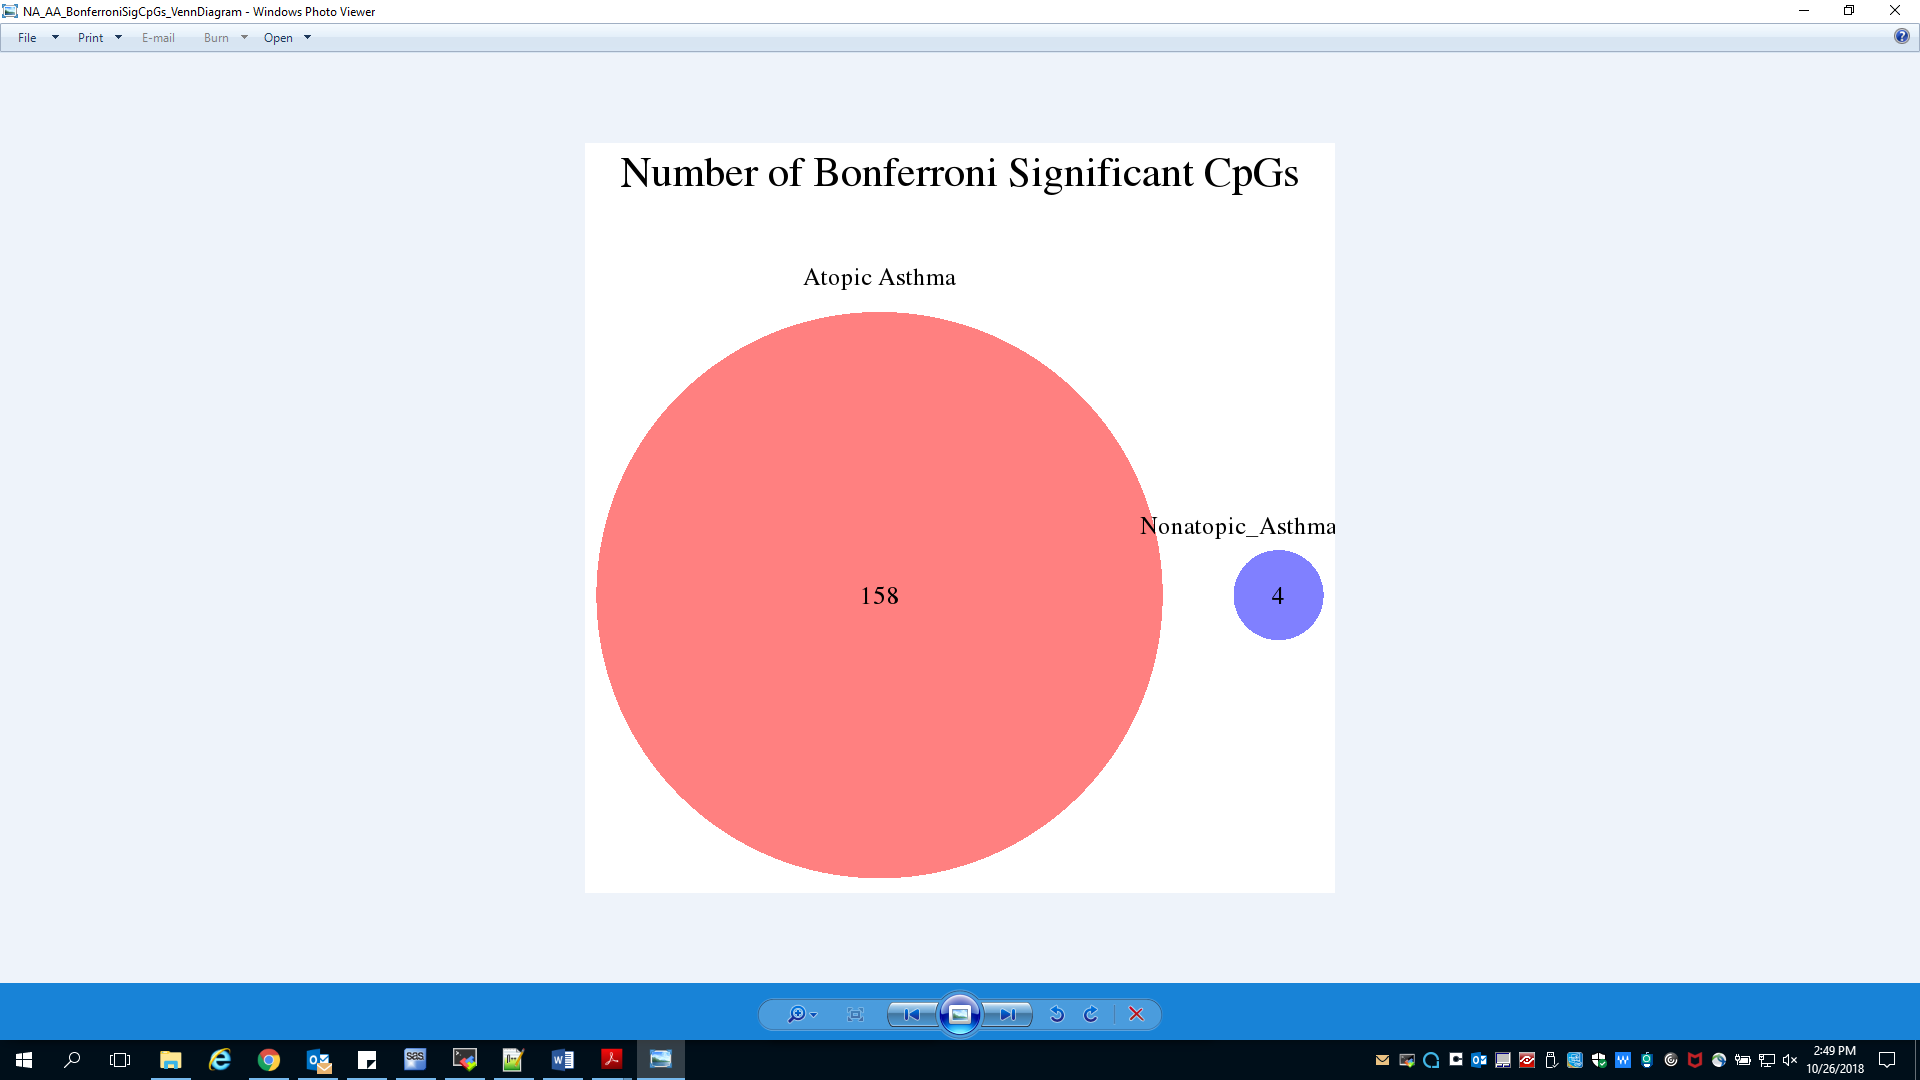 NA_AA_BonferroniSigCpGs_VennDiagram - Windows Photo Viewer
File Print E-mail Burn Open
Number of Bonferroni Significant CpGs
Atopic Asthma
Nonatopic_Asthma
158
4
sas
2:49 PM
10/26/2018